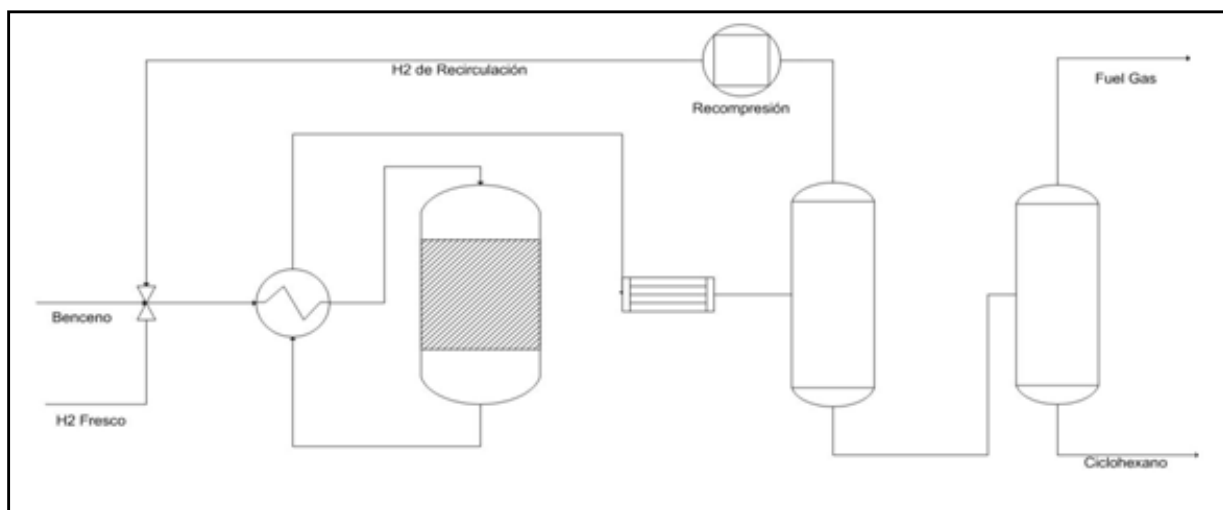 H2 de Recirculación
Recompresión
Fuel Gas
Benceno
H2 Fresco
Ciclohexano